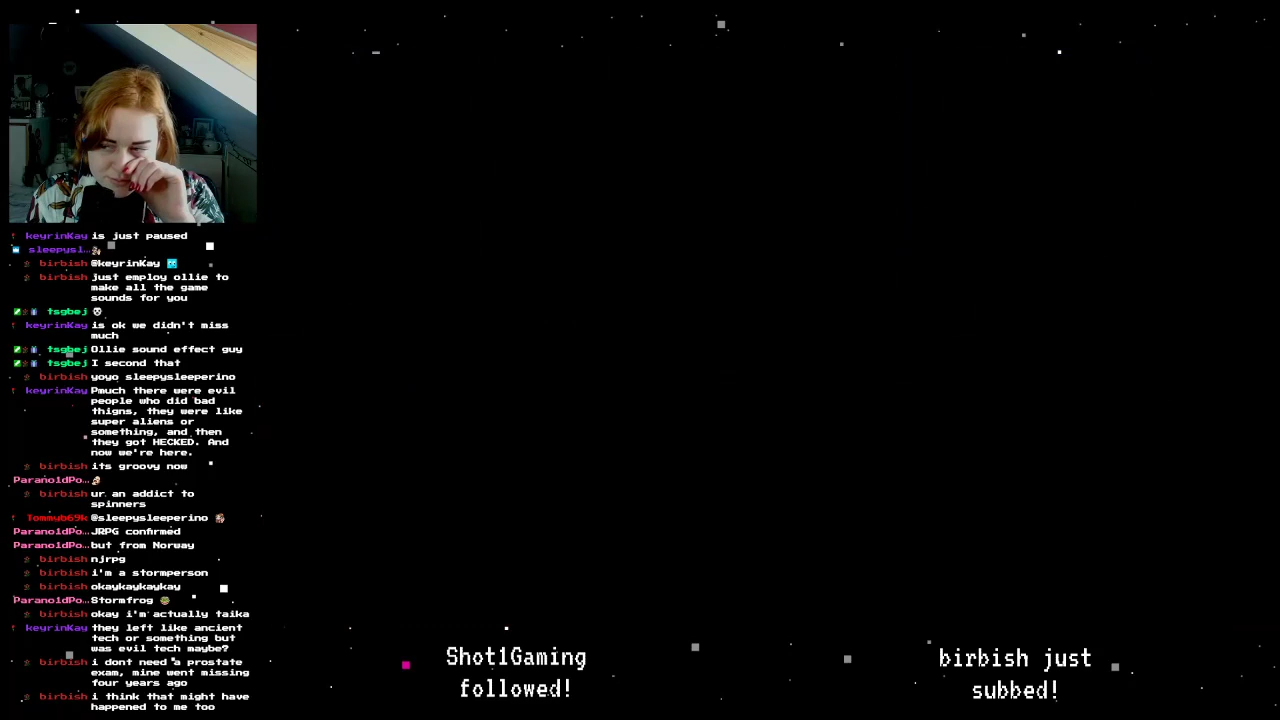 keyrinKay is just paused
sleepysl…
birbish @keyrinKay
birbish just employ ollie to
make all the game
sounds for you
tsgbej
keyrinKay is ok we didn't miss
much
tsgbej Ollie sound effect guy
tsgbej I second that
birbish yoyo sleepysleeperino
keyrinKay Pmuch there were evil
people who did bad
thigns, they were like
super aliens or
something, and then
they got HECKED. And
now we're here.
birbish its groovy now
Parano1dPo…
birbish ur an addict to
spinners
Tommyb69k @sleepysleeperino
Parano1dPo… JRPG confirmed
Parano1dPo… but from Norway
birbish njrpg
birbish i'm a stormperson
birbish okaykaykaykay
Parano1dPo… Stormfrog
birbish okay i'm actually taika
keyrinKay they left like ancient
tech or something but
was evil tech maybe?
birbish i dont need a prostate
exam, mine went missing
four years ago
birbish i think that might have
happened to me too
Shot1Gaming
followed!
birbish just
subbed!